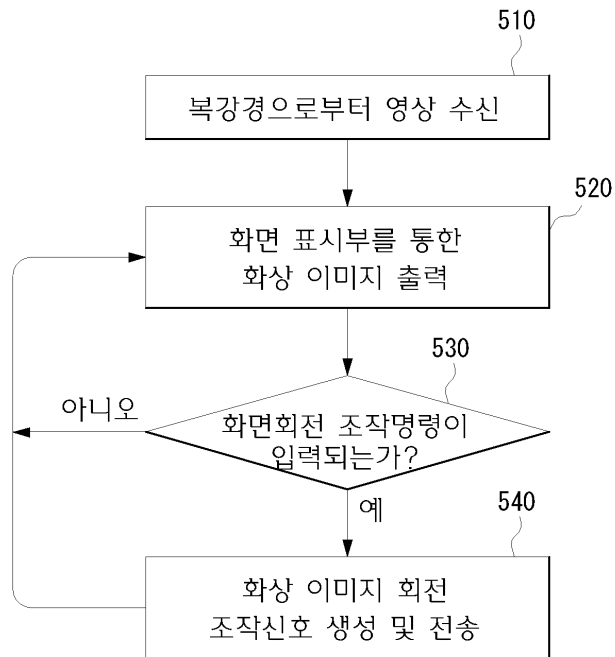 510
복강경으로부터 영상 수신
520
화면 표시부를 통한
화상 이미지 출력
530
아니오
화면회전 조작명령이
입력되는가?
예
540
화상 이미지 회전
조작신호 생성 및 전송